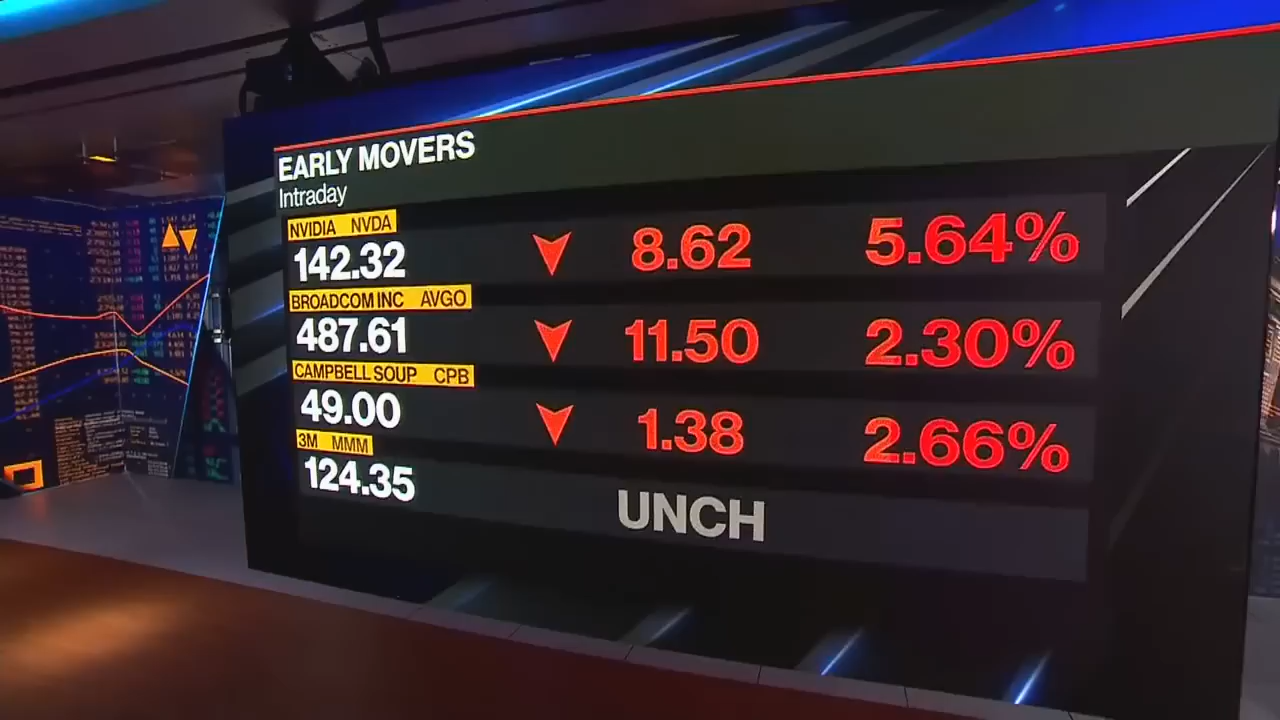 EARLY MOVERS
Intraday
NVIDIA NVDA
142.32 8.62 5.64%
BROADCOM INC AVGO
487.61 11.50 2.30%
CAMPBELL SOUP CPB
49.00 1.38 2.66%
3M MMM
124.35 UNCH